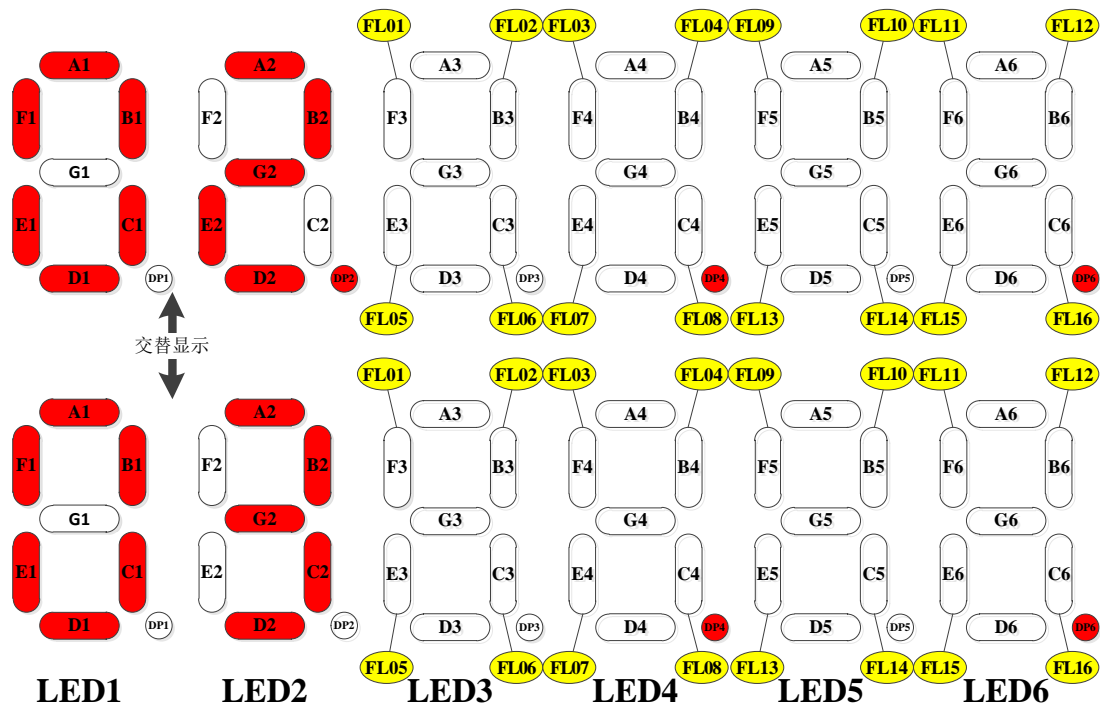 FL01 FL02 FL03 FL04 FL09 FL10 FL11 FL12
A1 A2 A3 A4 A5 A6
F1 B1 F2 B2 F3 B3 F4 B4 F5 B5 F6 B6
G1 G2 G3 G4 G5 G6
E1 C1 E2 C2 E3 C3 E4 C4 E5 C5 E6 C6
D1 DP1 D2 DP2 D3 DP3 D4 DP4 D5 DP5 D6 DP6
FL05 FL06 FL07 FL08 FL13 FL14 FL15 FL16
交替显示
FL01 FL02 FL03 FL04 FL09 FL10 FL11 FL12
A1 A2 A3 A4 A5 A6
F1 B1 F2 B2 F3 B3 F4 B4 F5 B5 F6 B6
G1 G2 G3 G4 G5 G6
E1 C1 E2 C2 E3 C3 E4 C4 E5 C5 E6 C6
D1 DP1 D2 DP2 D3 DP3 D4 DP4 D5 DP5 D6 DP6
FL05 FL06 FL07 FL08 FL13 FL14 FL15 FL16
LED1 LED2 LED3 LED4 LED5 LED6